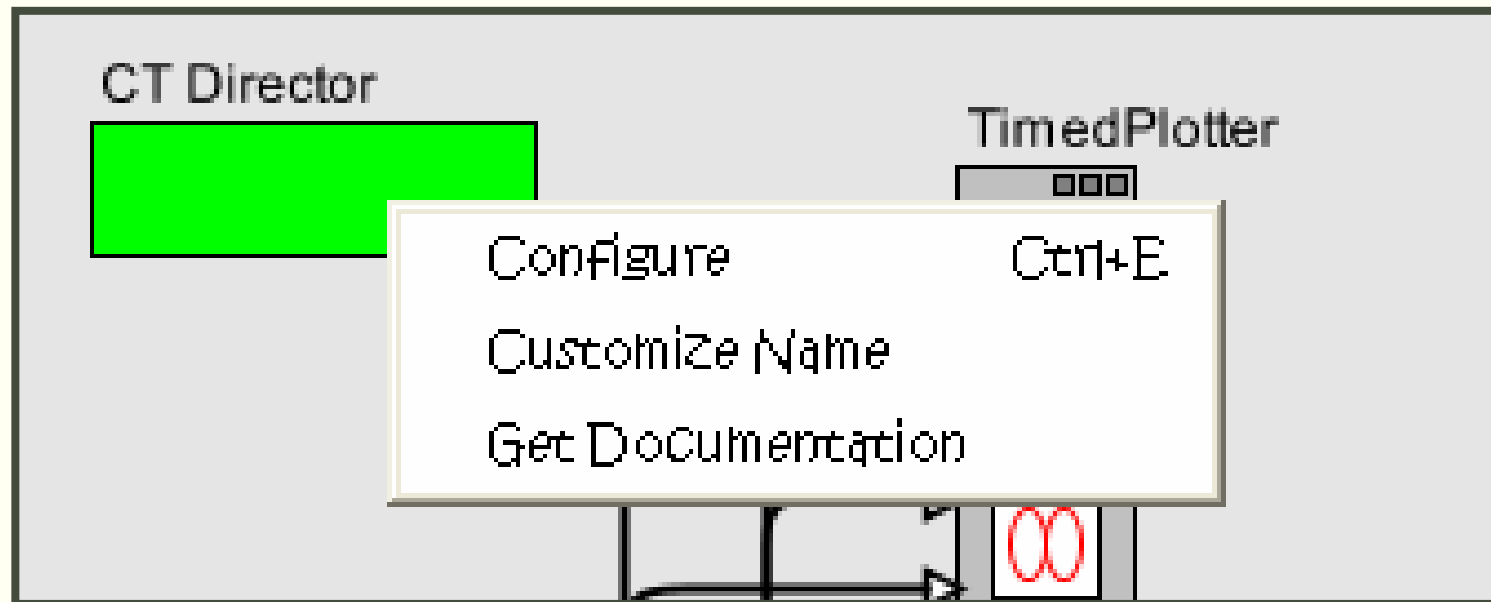 CT Director
TimedPlotter
Configure Ctrl+E
Customize Name
Get Documentation